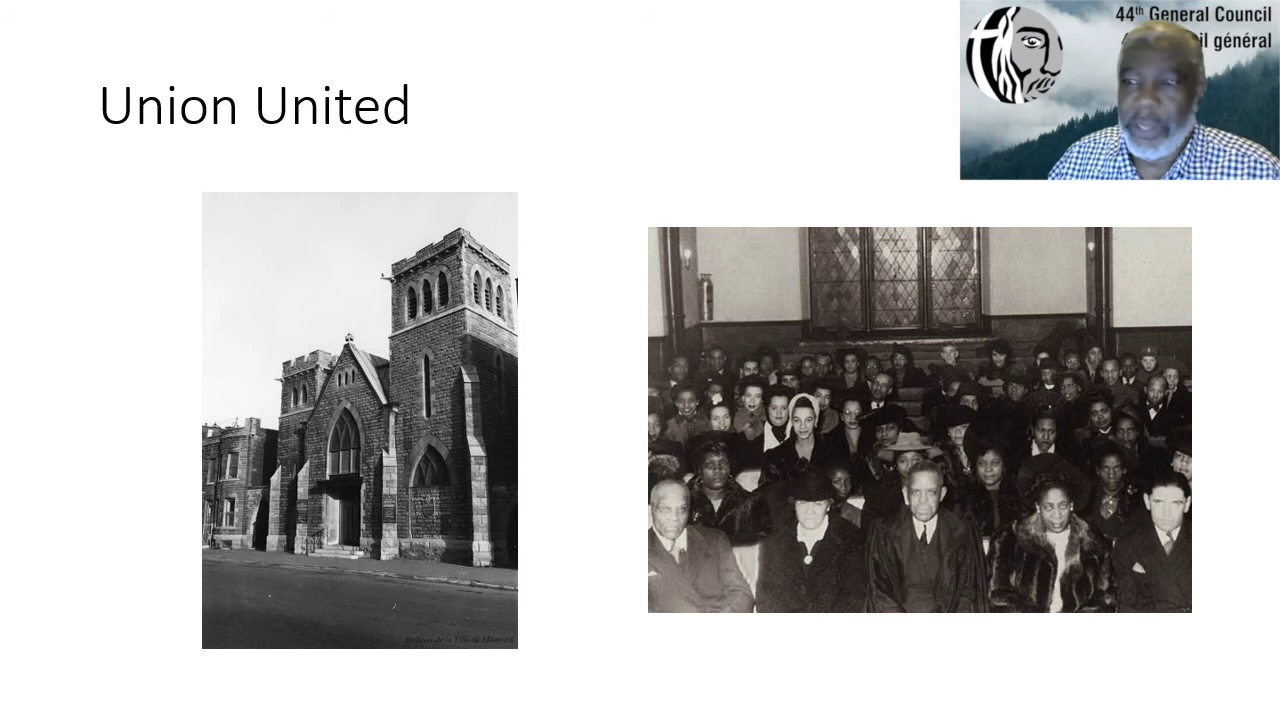 Union United
44th General Council
il général
Archives de la Ville de Montréal